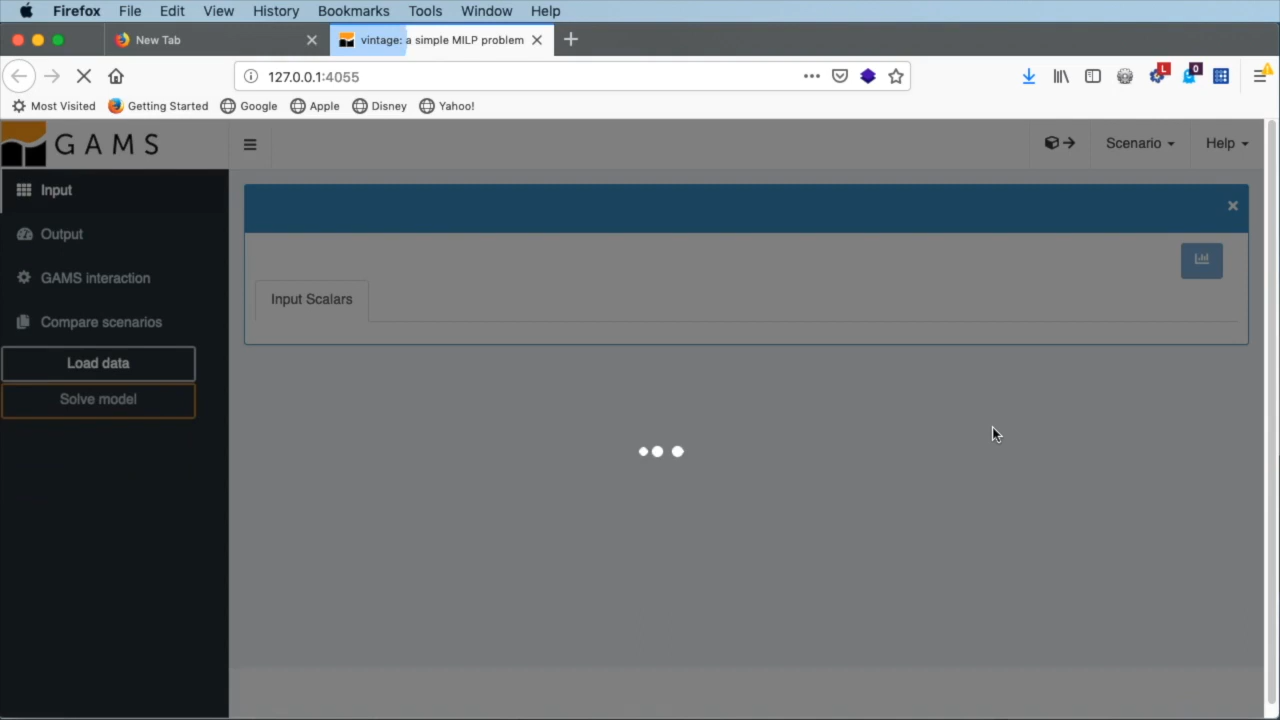 Firefox File Edit View History Bookmarks Tools Window Help
New Tab
vintage: a simple MILP problem
127.0.0.1:4055
L
0
Most Visited Getting Started Google Apple Disney Yahoo!
GAMS
Scenario Help
Input
Output
GAMS interaction
Compare scenarios
Load data
Solve model
Input Scalars